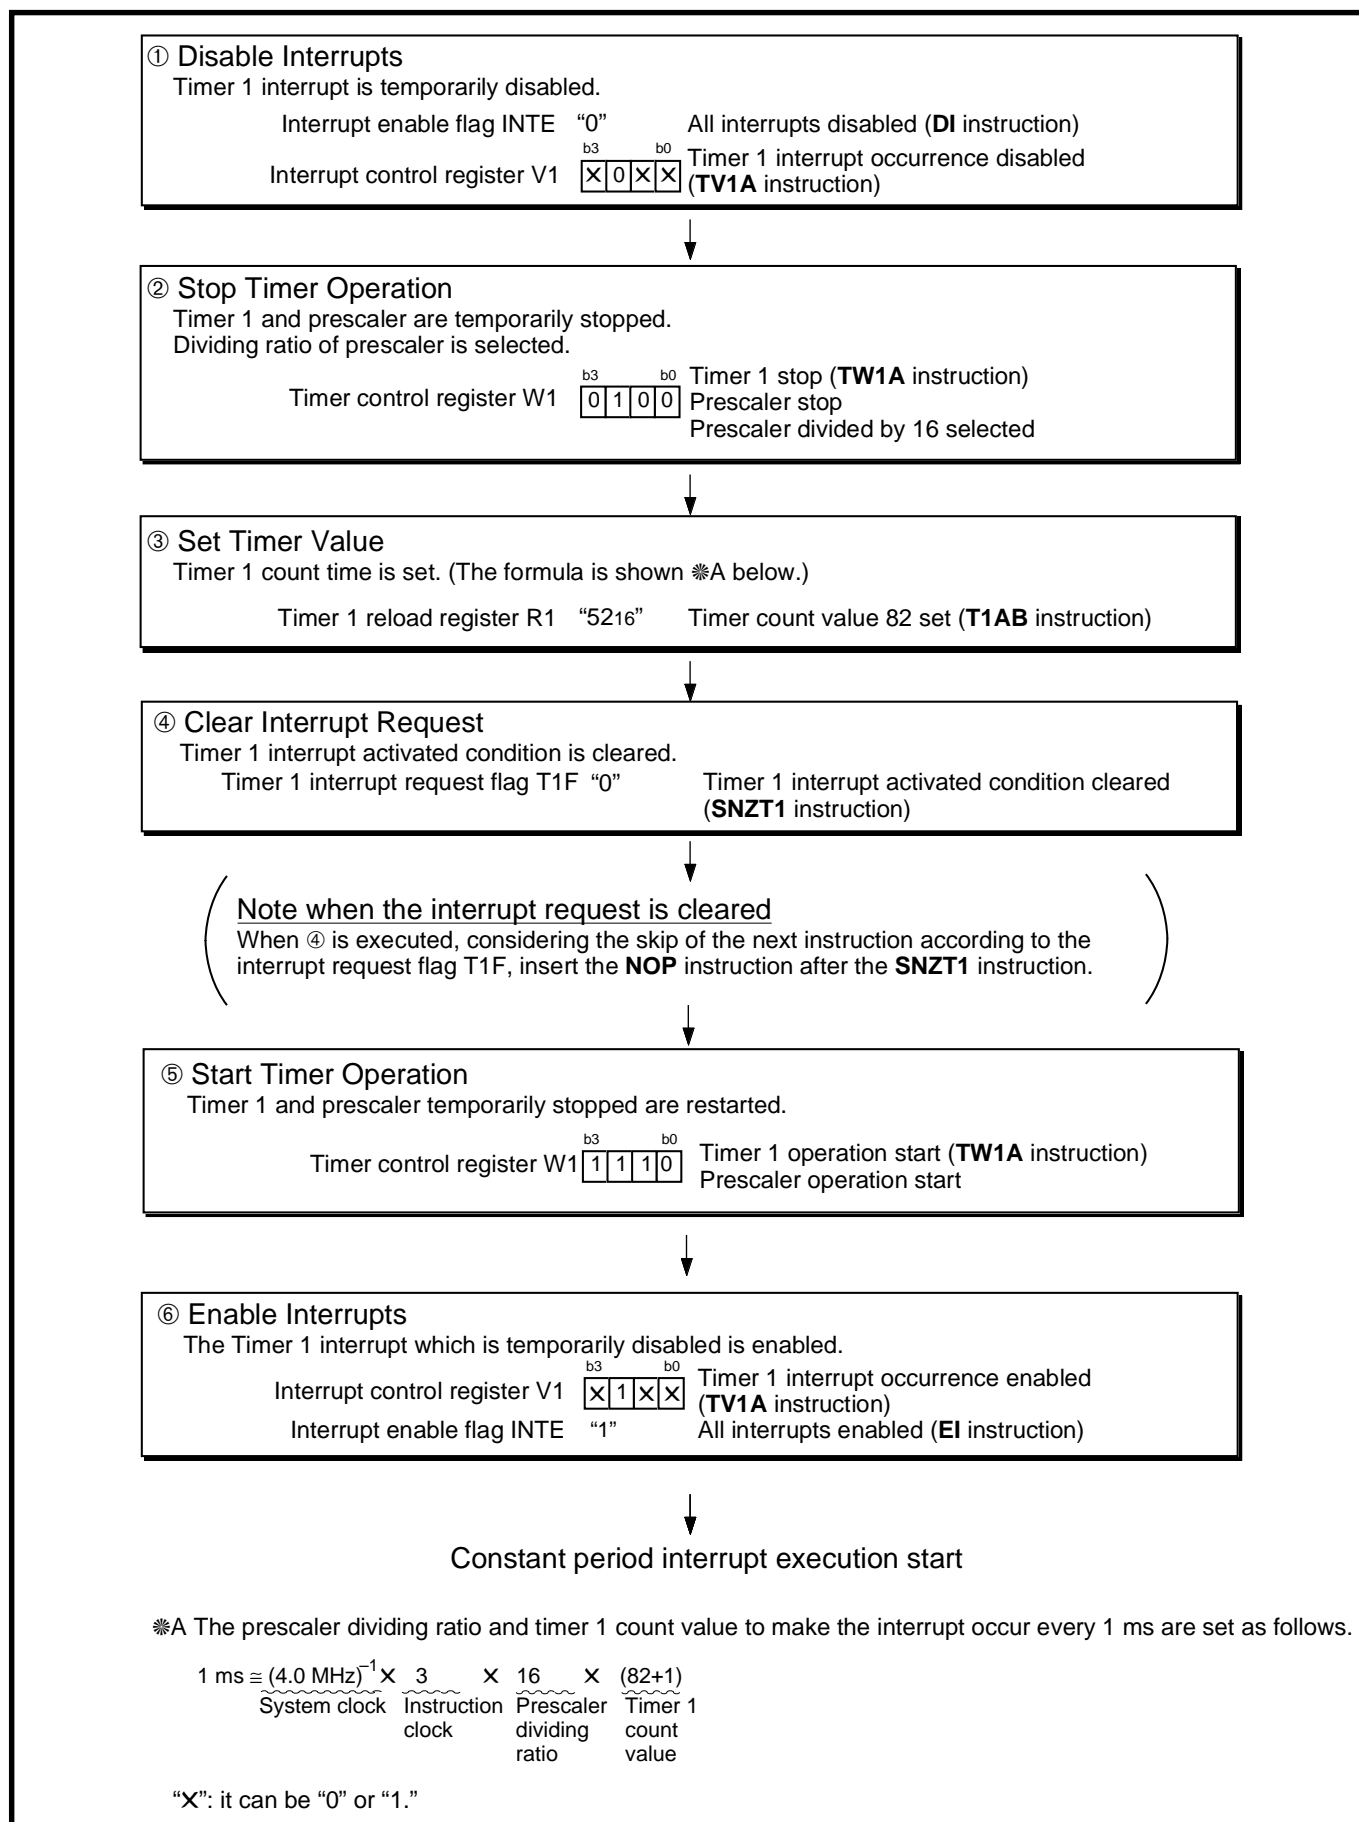 ① Disable Interrupts
Timer 1 interrupt is temporarily disabled.
Interrupt enable flag INTE “0” All interrupts disabled (DI instruction)
b3 b0
Interrupt control register V1 ✕ 0 ✕ ✕ Timer 1 interrupt occurrence disabled
(TV1A instruction)
② Stop Timer Operation
Timer 1 and prescaler are temporarily stopped.
Dividing ratio of prescaler is selected.
b3 b0
Timer control register W1 0 1 0 0 Timer 1 stop (TW1A instruction)
Prescaler stop
Prescaler divided by 16 selected
③ Set Timer Value
Timer 1 count time is set. (The formula is shown ❋A below.)
Timer 1 reload register R1 “5216” Timer count value 82 set (T1AB instruction)
④ Clear Interrupt Request
Timer 1 interrupt activated condition is cleared.
Timer 1 interrupt request flag T1F “0” Timer 1 interrupt activated condition cleared
(SNZT1 instruction)
Note when the interrupt request is cleared
When ④ is executed, considering the skip of the next instruction according to the
interrupt request flag T1F, insert the NOP instruction after the SNZT1 instruction.
⑤ Start Timer Operation
Timer 1 and prescaler temporarily stopped are restarted.
b3 b0
Timer control register W1 1 1 1 0 Timer 1 operation start (TW1A instruction)
Prescaler operation start
⑥ Enable Interrupts
The Timer 1 interrupt which is temporarily disabled is enabled.
b3 b0
Interrupt control register V1 ✕ 1 ✕ ✕ Timer 1 interrupt occurrence enabled
(TV1A instruction)
Interrupt enable flag INTE “1” All interrupts enabled (EI instruction)
Constant period interrupt execution start
❋A The prescaler dividing ratio and timer 1 count value to make the interrupt occur every 1 ms are set as follows.
1 ms ≅ (4.0 MHz)–1 ✕ 3 ✕ 16 ✕ (82+1)
System clock Instruction Prescaler Timer 1
clock dividing count
ratio value
“✕”: it can be “0” or “1.”